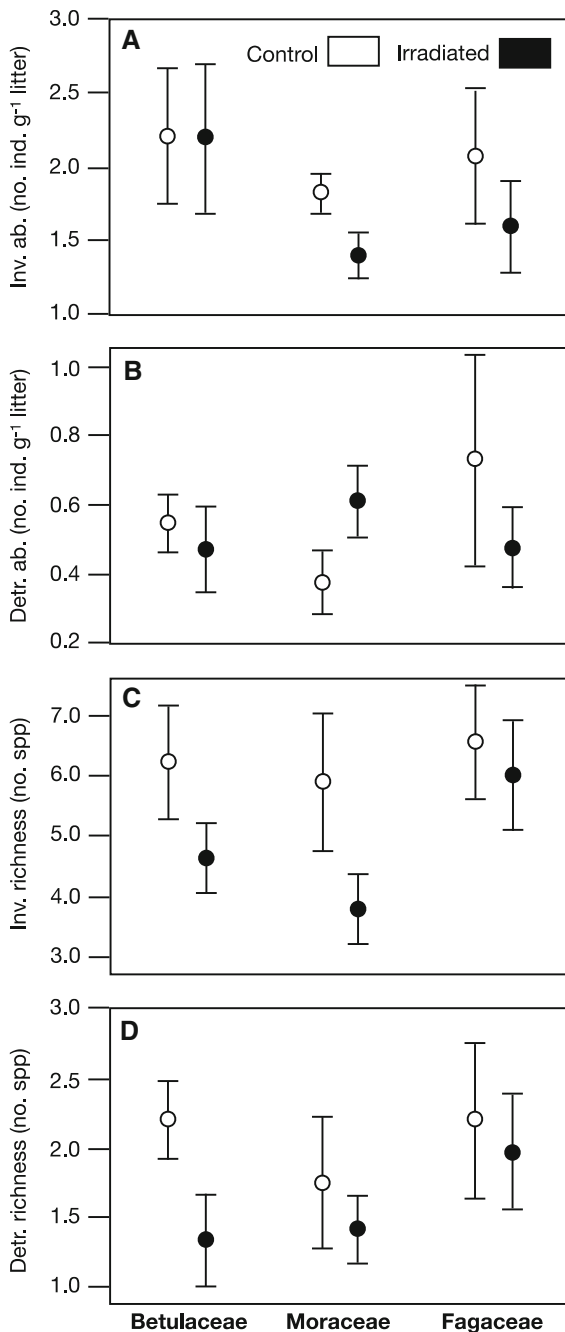 A
Control
Irradiated
Inv. ab. (no. ind. g⁻¹ litter)
3.0
2.5
2.0
1.5
1.0
B
Detr. ab. (no. ind. g⁻¹ litter)
1.0
0.8
0.6
0.4
0.2
C
Inv. richness (no. spp)
7.0
6.0
5.0
4.0
3.0
D
Detr. richness (no. spp)
3.0
2.5
2.0
1.5
1.0
Betulaceae
Moraceae
Fagaceae